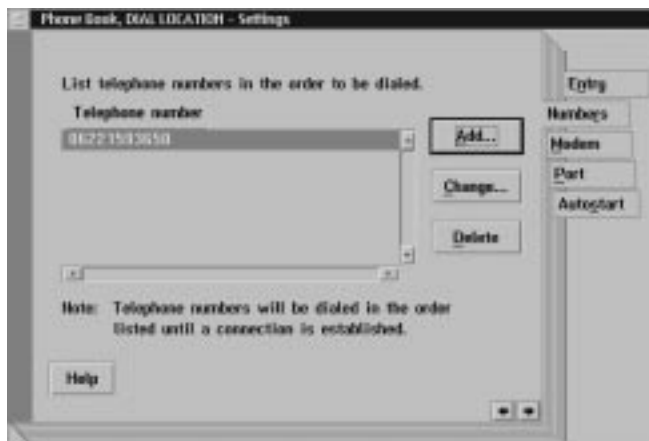 Phone Book, DIAL LOCATION - Settings
List telephone numbers in the order to be dialed.
Telephone number
06221593650
Add...
Change...
Delete
Note: Telephone numbers will be dialed in the order
listed until a connection is established.
Help
Entry
Numbers
Modem
Port
Autostart